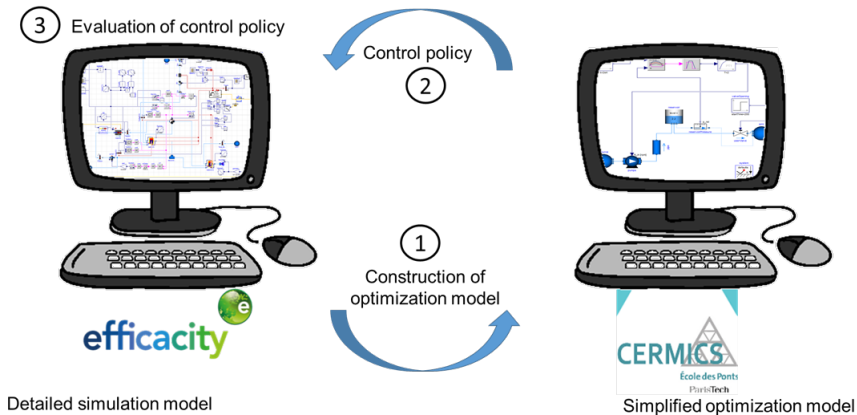 3 Evaluation of control policy
Control policy
2
1
Construction of
optimization model
efficacity
e
CERMICS
École des Ponts
ParisTech
Detailed simulation model
Simplified optimization model